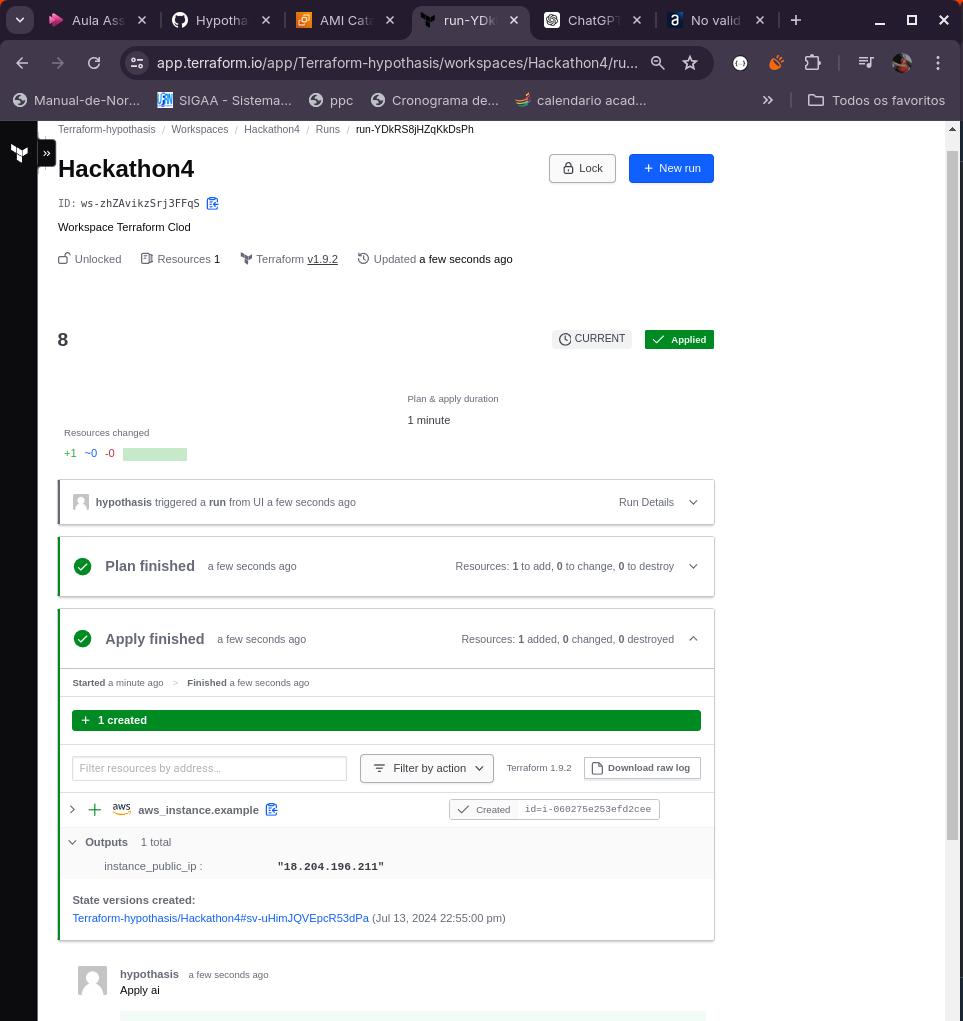 Aula Ass
Hypotha
AMI Cata
run-YDk
ChatGPT
No valid
app.terraform.io/app/Terraform-hypothasis/workspaces/Hackathon4/ru...
Manual-de-Nor...
SIGAA - Sistema...
ppc
Cronograma de...
calendario acad...
Todos os favoritos
Terraform-hypothasis / Workspaces / Hackathon4 / Runs / run-YDkRS8jHZqKkDsPh
Hackathon4
Lock
+ New run
ID: ws-zhZAvikzSrj3FFqS
Workspace Terraform Clod
Unlocked
Resources 1
Terraform v1.9.2
Updated a few seconds ago
8
CURRENT
Applied
Plan & apply duration
1 minute
Resources changed
+1 ~0 -0
hypothasis triggered a run from UI a few seconds ago
Run Details
Plan finished a few seconds ago
Resources: 1 to add, 0 to change, 0 to destroy
Apply finished a few seconds ago
Resources: 1 added, 0 changed, 0 destroyed
Started a minute ago > Finished a few seconds ago
+ 1 created
Filter resources by address...
Filter by action
Terraform 1.9.2
Download raw log
aws aws_instance.example
Created id=i-060275e253efd2cee
Outputs 1 total
instance_public_ip : "18.204.196.211"
State versions created:
Terraform-hypothasis/Hackathon4#sv-uHimJQVEpcR53dPa (Jul 13, 2024 22:55:00 pm)
hypothasis a few seconds ago
Apply ai